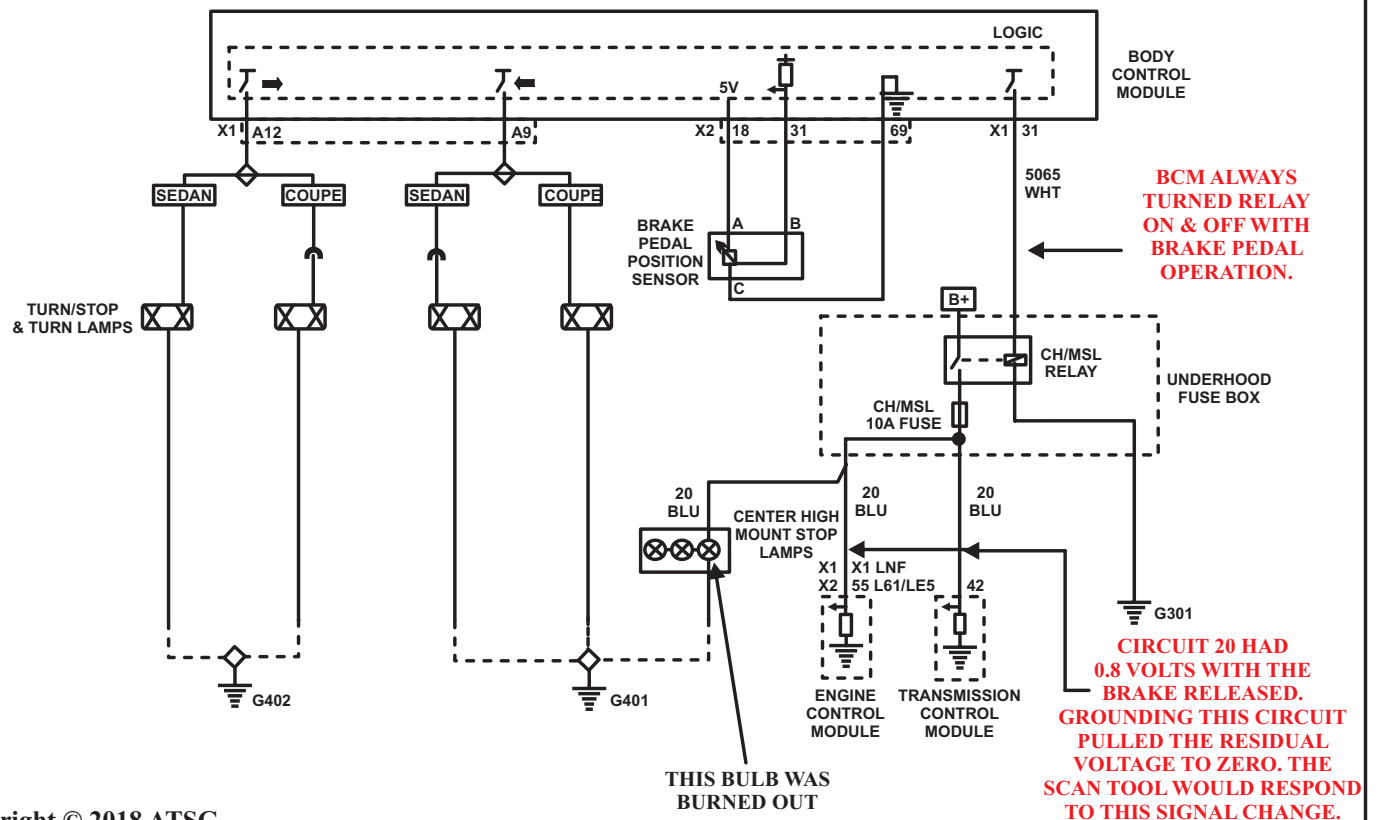 LOGIC
BODY
CONTROL
MODULE
5V
X1 A12
A9
X2 18 31 69
X1 31
SEDAN COUPE
SEDAN COUPE
5065
WHT
BCM ALWAYS
TURNED RELAY
ON & OFF WITH
BRAKE PEDAL
OPERATION.
BRAKE
PEDAL
POSITION
SENSOR
A B
C
TURN/STOP
& TURN LAMPS
B+
CH/MSL
RELAY
UNDERHOOD
FUSE BOX
CH/MSL
10A FUSE
20
BLU
CENTER HIGH
MOUNT STOP
LAMPS
20
BLU
20
BLU
X1 X1 LNF
X2 55 L61/LE5 42
G301
G402
G401
ENGINE
CONTROL
MODULE
TRANSMISSION
CONTROL
MODULE
CIRCUIT 20 HAD
0.8 VOLTS WITH THE
BRAKE RELEASED.
GROUNDING THIS CIRCUIT
PULLED THE RESIDUAL
VOLTAGE TO ZERO. THE
SCAN TOOL WOULD RESPOND
TO THIS SIGNAL CHANGE.
THIS BULB WAS
BURNED OUT
right © 2018 ATSG